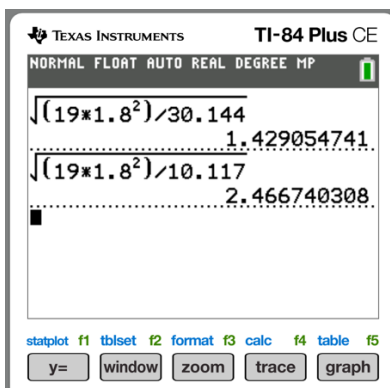 TEXAS INSTRUMENTS TI-84 Plus CE
NORMAL FLOAT AUTO REAL DEGREE MP
√(19*1.8²)/30.144
1.429054741
√(19*1.8²)/10.117
2.466740308
statplot f1 tblset f2 format f3 calc f4 table f5
y= window zoom trace graph